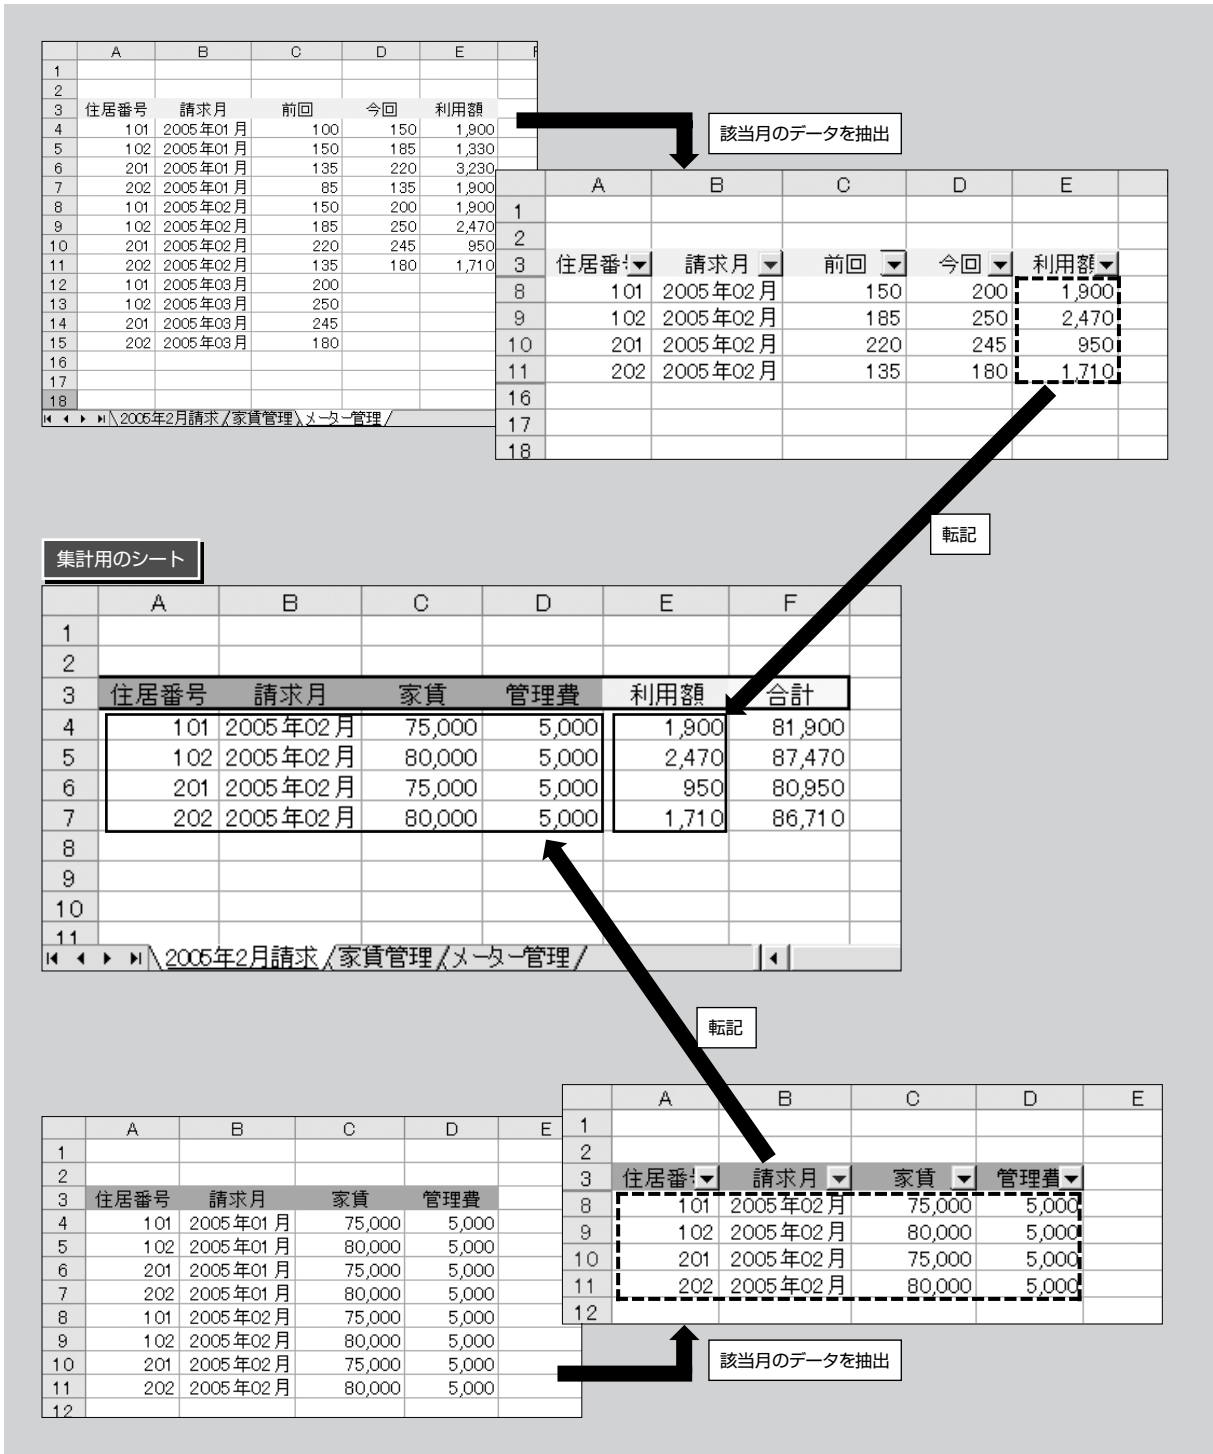 A B C D E F
1
2
3 住居番号 請求月 前回 今回 利用額
4 101 2005年01月 100 150 1,900
5 102 2005年01月 150 185 1,330
6 201 2005年01月 135 220 3,230
7 202 2005年01月 85 135 1,900
8 101 2005年02月 150 200 1,900
9 102 2005年02月 185 250 2,470
10 201 2005年02月 220 245 950
11 202 2005年02月 135 180 1,710
12 101 2005年03月 200
13 102 2005年03月 250
14 201 2005年03月 245
15 202 2005年03月 180
16
17
18
2005年2月請求 家賃管理 メーター管理
該当月のデータを抽出
A B C D E
1
2
3 住居番 請求月 前回 今回 利用額
8 101 2005年02月 150 200 1,900
9 102 2005年02月 185 250 2,470
10 201 2005年02月 220 245 950
11 202 2005年02月 135 180 1,710
16
17
18
転記
集計用のシート
A B C D E F
1
2
3 住居番号 請求月 家賃 管理費 利用額 合計
4 101 2005年02月 75,000 5,000 1,900 81,900
5 102 2005年02月 80,000 5,000 2,470 87,470
6 201 2005年02月 75,000 5,000 950 80,950
7 202 2005年02月 80,000 5,000 1,710 86,710
8
9
10
11
2005年2月請求 家賃管理 メーター管理
転記
A B C D E
1
2
3 住居番号 請求月 家賃 管理費
4 101 2005年01月 75,000 5,000
5 102 2005年01月 80,000 5,000
6 201 2005年01月 75,000 5,000
7 202 2005年01月 80,000 5,000
8 101 2005年02月 75,000 5,000
9 102 2005年02月 80,000 5,000
10 201 2005年02月 75,000 5,000
11 202 2005年02月 80,000 5,000
12
A B C D E
1
2
3 住居番 請求月 家賃 管理費
8 101 2005年02月 75,000 5,000
9 102 2005年02月 80,000 5,000
10 201 2005年02月 75,000 5,000
11 202 2005年02月 80,000 5,000
12
該当月のデータを抽出